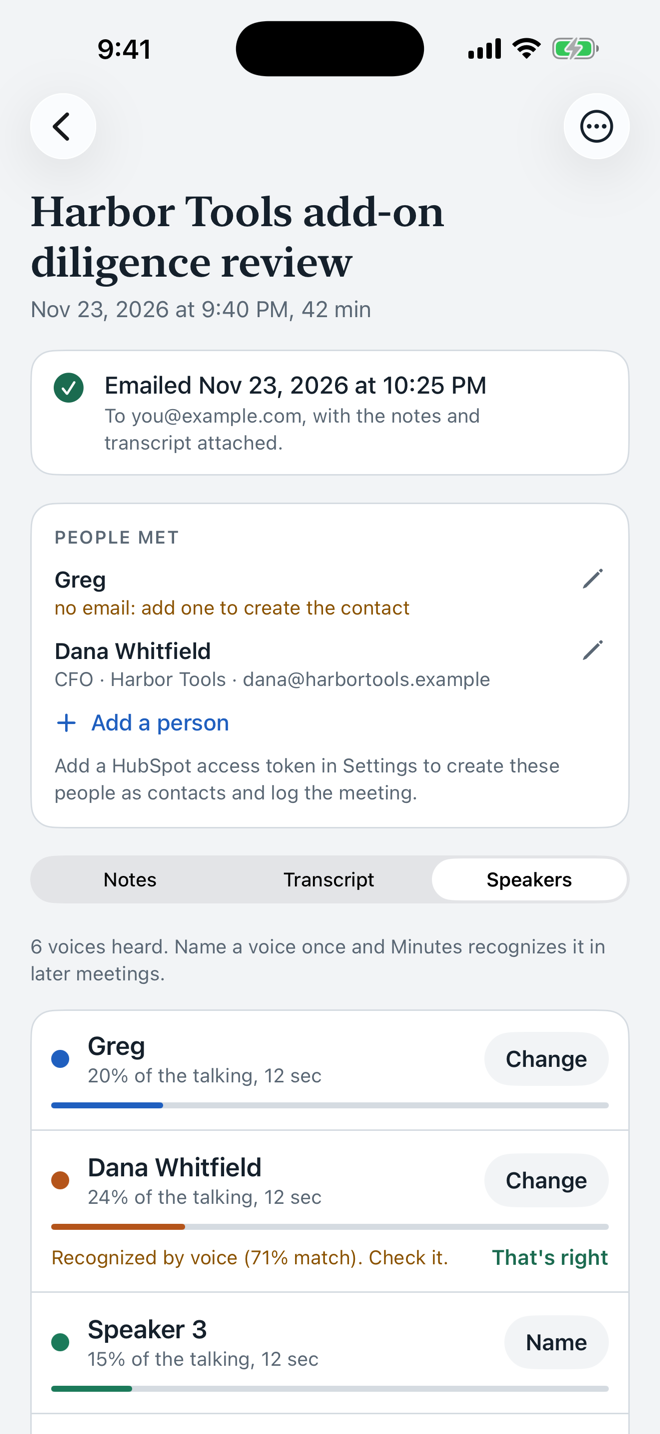 9:41
Harbor Tools add-on
diligence review
Nov 23, 2026 at 9:40 PM, 42 min
Emailed Nov 23, 2026 at 10:25 PM
To you@example.com, with the notes and
transcript attached.
PEOPLE MET
Greg
no email: add one to create the contact
Dana Whitfield
CFO · Harbor Tools · dana@harbortools.example
+ Add a person
Add a HubSpot access token in Settings to create these
people as contacts and log the meeting.
Notes Transcript Speakers
6 voices heard. Name a voice once and Minutes recognizes it in
later meetings.
Greg
20% of the talking, 12 sec
Change
Dana Whitfield
24% of the talking, 12 sec
Change
Recognized by voice (71% match). Check it. That's right
Speaker 3
15% of the talking, 12 sec
Name